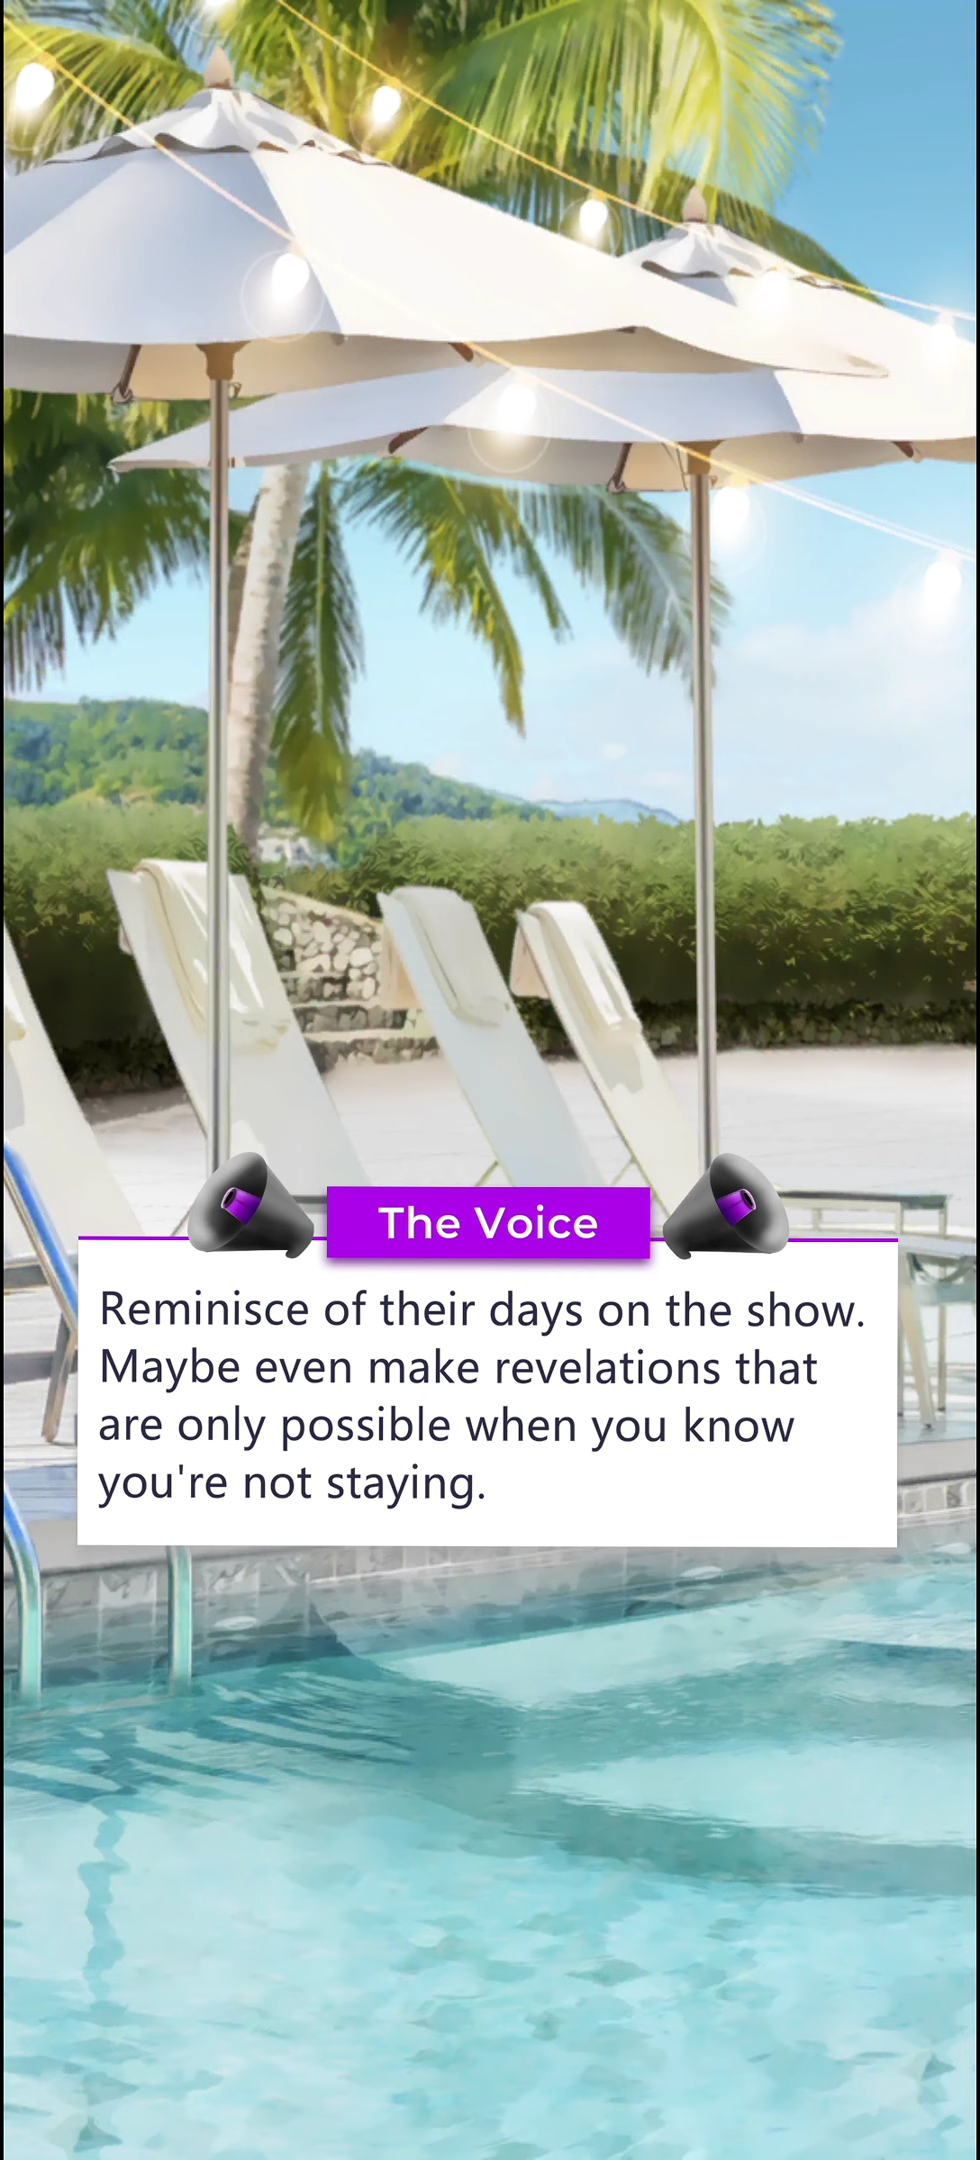 The Voice
Reminisce of their days on the show.
Maybe even make revelations that
are only possible when you know
you're not staying.